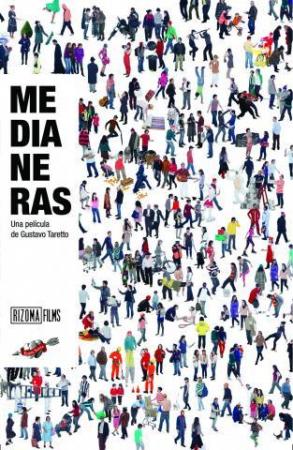 ME
DIA
NE
RAS
Una película
de Gustavo Taretto
RIZOMA FILMS